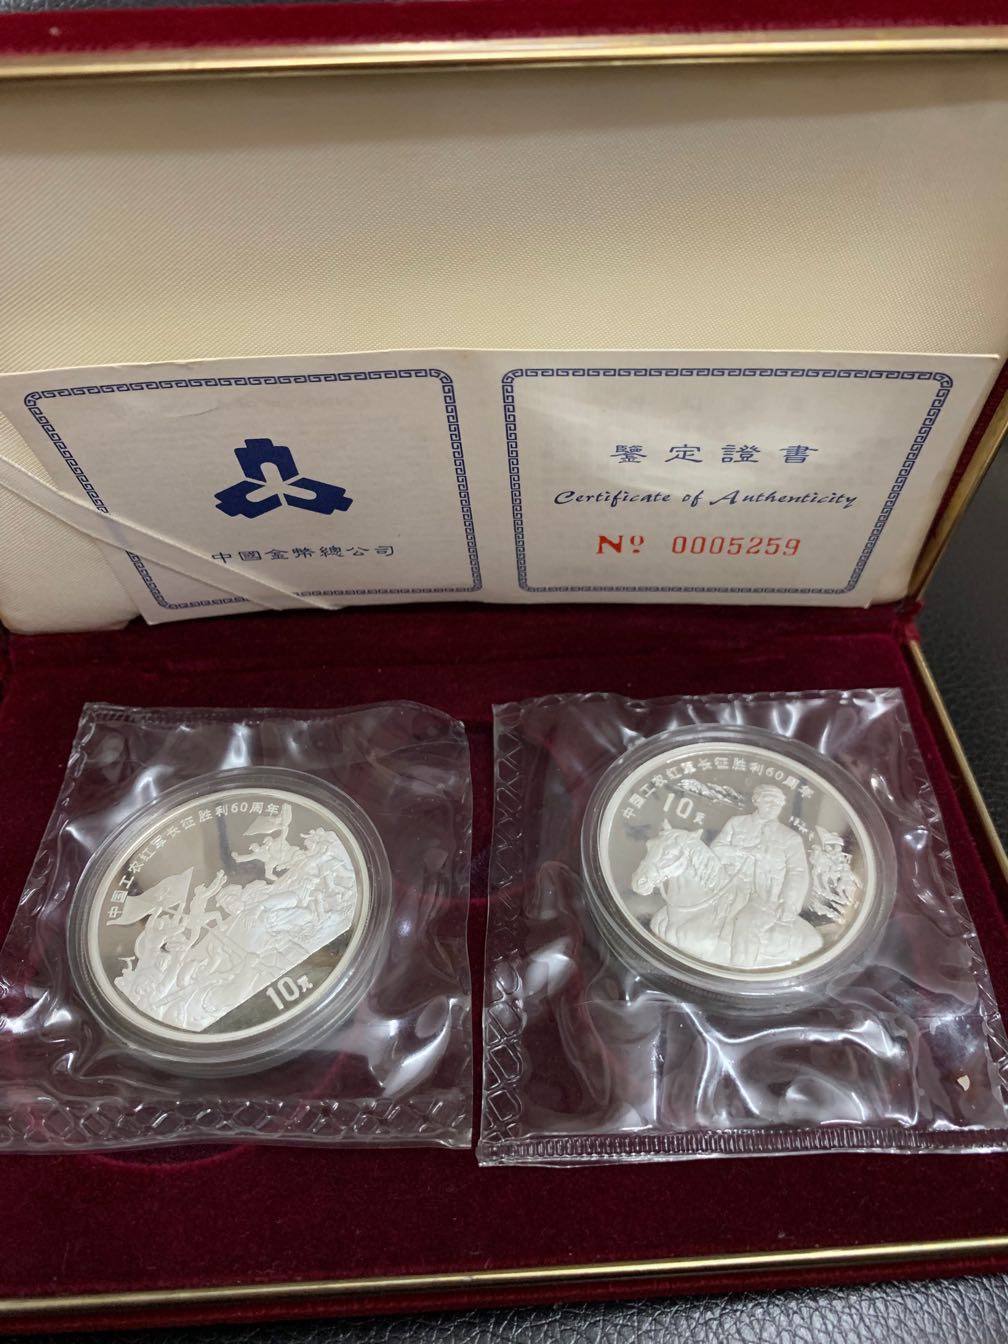 中國金幣總公司
鑒定證書
Certificate of Authenticity
Nº 0005259
中国工农红军长征胜利60周年
10元
中国工农红军长征胜利60周年
10元